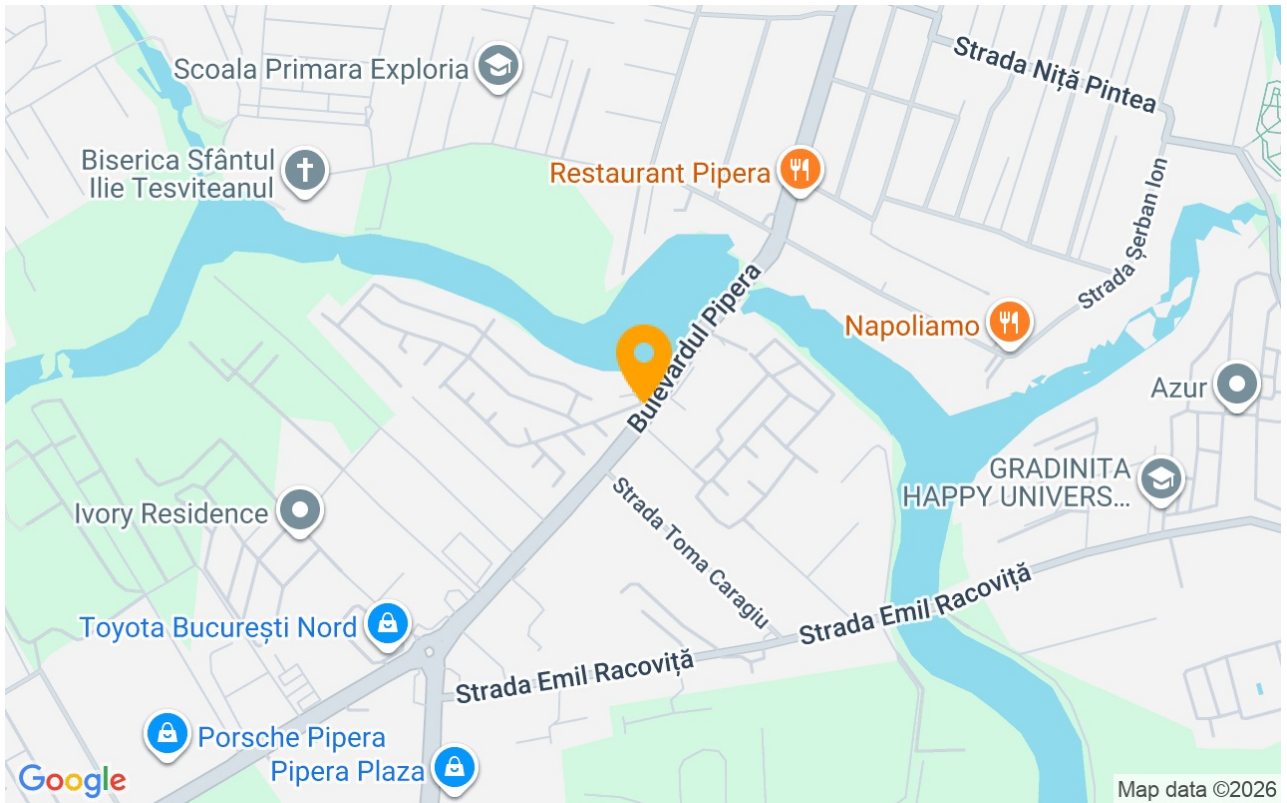 Strada Niță Pintea
Scoala Primara Exploria
Biserica Sfântul
Ilie Tesviteanul
Restaurant Pipera
Strada Șerban Ion
Bulevardul Pipera
Napoliamo
Azur
GRADINITA
HAPPY UNIVERS...
Ivory Residence
Strada Toma Caragiu
Strada Emil Racoviță
Toyota București Nord
Strada Emil Racoviță
Porsche Pipera
Pipera Plaza
Google
Map data ©2026